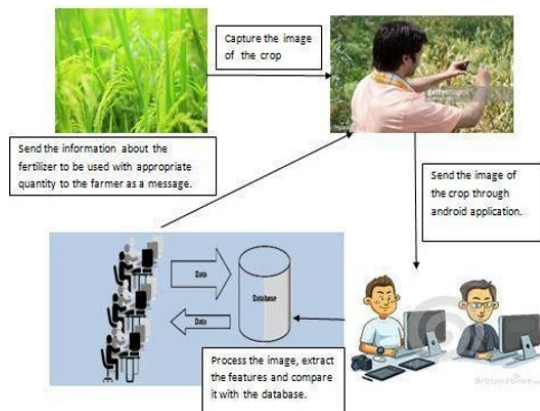 Capture the image
of the crop
gettyimages
Send the information about the
fertilizer to be used with appropriate
quantity to the farmer as a message.
Send the image of
the crop through
android application.
Data
Database
Data
Process the image, extract
the features and compare
it with the database.
dreamstime